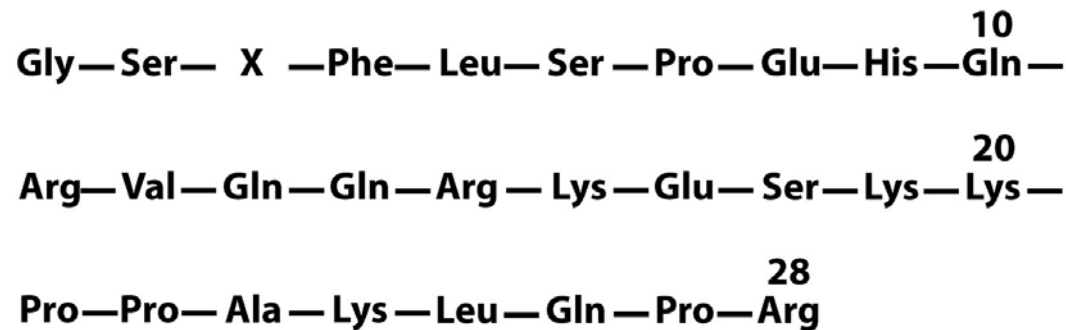 10
Gly—Ser— X —Phe—Leu—Ser—Pro—Glu—His—Gln—
20
Arg—Val—Gln—Gln—Arg—Lys—Glu—Ser—Lys—Lys—
28
Pro—Pro—Ala—Lys—Leu—Gln—Pro—Arg